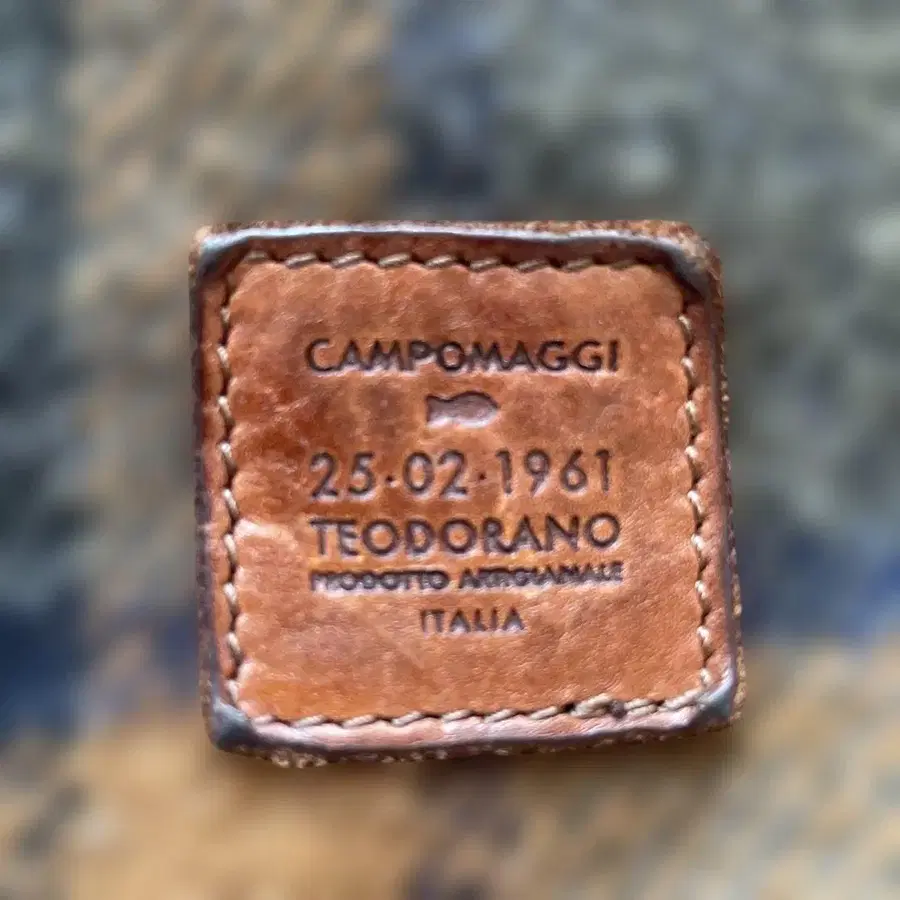 CAMPOMAGGI
25·02·1961
TEODORANO
PRODOTTO ARTIGIANALE
ITALIA